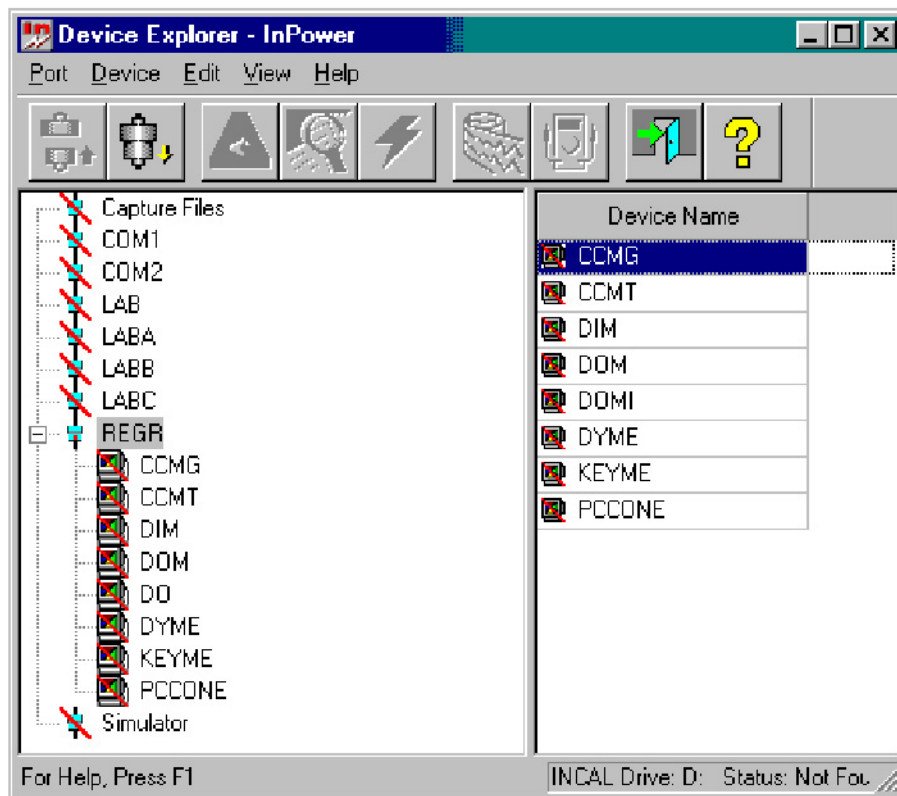 Device Explorer - InPower
Port Device Edit View Help
Capture Files
COM1
COM2
LAB
LABA
LABB
LABC
REGR
CCMG
CCMT
DIM
DOM
DO
DYME
KEYME
PCCONE
Simulator
Device Name
CCMG
CCMT
DIM
DOM
DOMI
DYME
KEYME
PCCONE
For Help, Press F1
INCAL Drive: D: Status: Not Fou